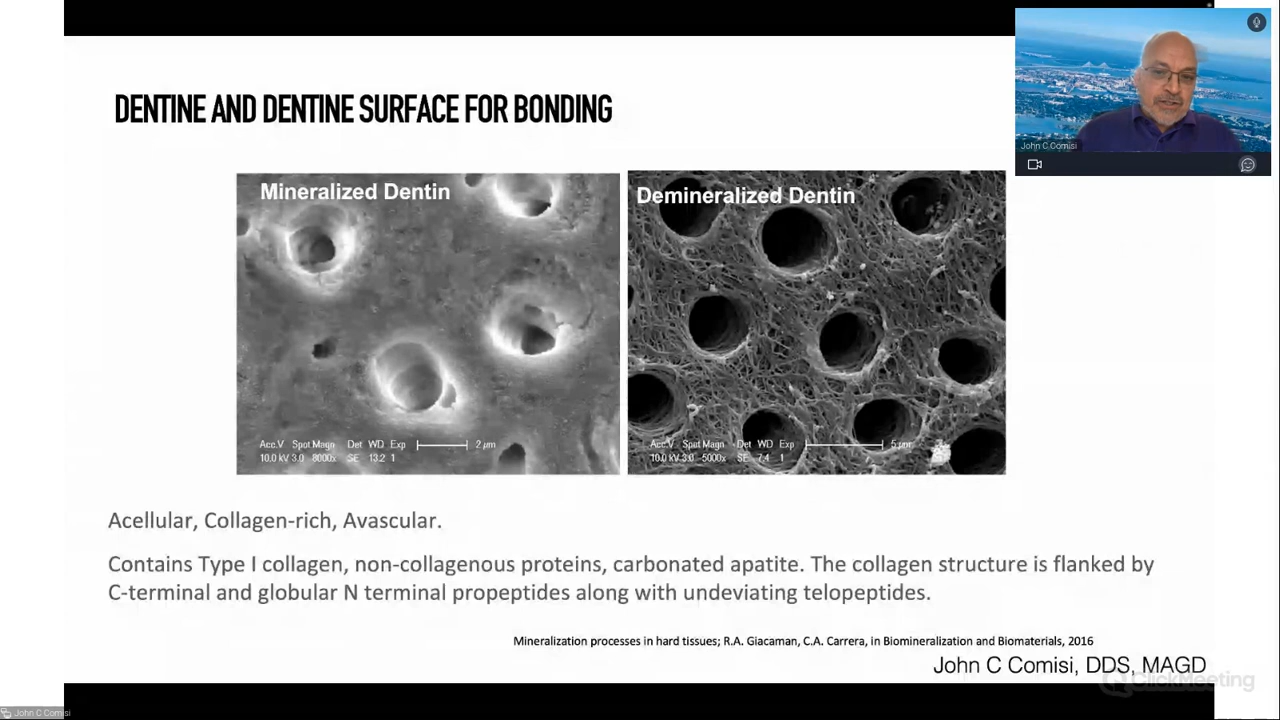 DENTINE AND DENTINE SURFACE FOR BONDING
John C Comisi
Mineralized Dentin
Demineralized Dentin
Acc.V Spot Magn Det WD Exp 2 µm
10.0 kV 3.0 8000x SE 13.2 1
Acc.V Spot Magn Det WD Exp 5 µm
10.0 kV 3.0 5000x SE 7.4 1
Acellular, Collagen-rich, Avascular.
Contains Type I collagen, non-collagenous proteins, carbonated apatite. The collagen structure is flanked by
C-terminal and globular N terminal propeptides along with undeviating telopeptides.
Mineralization processes in hard tissues; R.A. Giacaman, C.A. Carrera, in Biomineralization and Biomaterials, 2016
John C Comisi, DDS, MAGD
ClickMeeting
John C Comisi